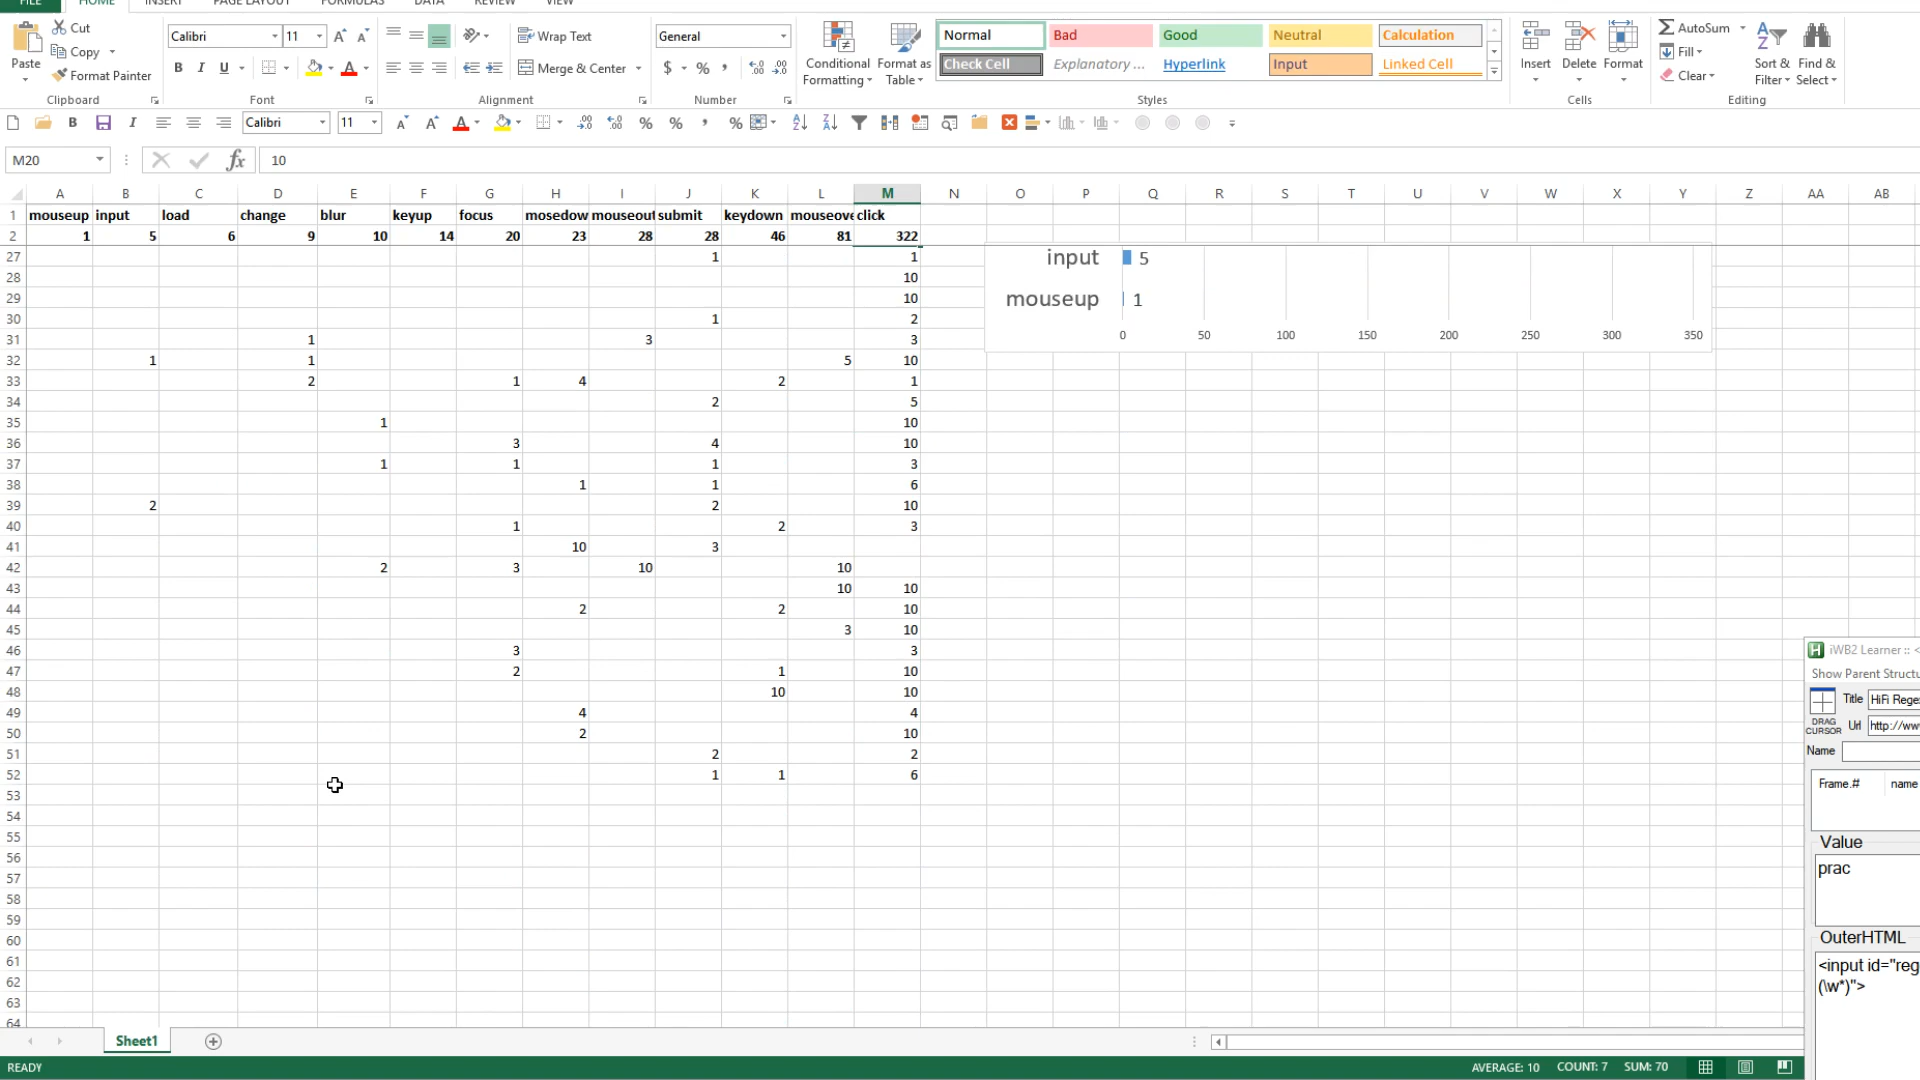 FILE HOME INSERT PAGE LAYOUT FORMULAS DATA REVIEW VIEW
Cut
Copy
Format Painter
Paste
Clipboard
Calibri 11
B I U
Font
Wrap Text
Merge & Center
Alignment
General
$ %
Number
Conditional Formatting
Format as Table
Normal Bad Good Neutral Calculation
Check Cell Explanatory ... Hyperlink Input Linked Cell
Styles
Insert Delete Format
Cells
AutoSum
Fill
Clear
Sort & Filter
Find & Select
Editing
Calibri 11
M20 fx 10
A B C D E F G H I J K L M N O P Q R S T U V W X Y Z AA AB
1 mouseup input load change blur keyup focus mosedow mouseout submit keydown mouseove click
2 1 5 6 9 10 14 20 23 28 28 46 81 322
27 1 1
28 10
29 10
30 1 2
31 1 3 3
32 1 1 5 10
33 2 1 4 2 1
34 2 5
35 1 10
36 3 4 10
37 1 1 1 3
38 1 1 6
39 2 2 10
40 1 2 3
41 10 3
42 2 3 10 10
43 10 10
44 2 2 10
45 3 10
46 3 3
47 2 1 10
48 10 10
49 4 4
50 2 10
51 2 2
52 1 1 6
53
54
55
56
57
58
59
60
61
62
63
64
input 5
mouseup 1
0 50 100 150 200 250 300 350
iWB2 Learner :: <
Show Parent Structu
DRAG CURSOR
Title HiFi Rege
Url http://ww
Name
Frame.# name
Value
prac
OuterHTML
<input id="reg
(\w*)">
Sheet1
READY AVERAGE: 10 COUNT: 7 SUM: 70